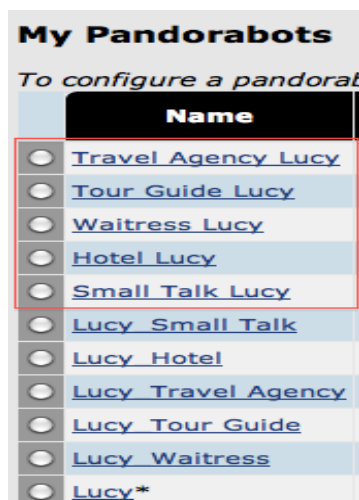 My Pandorabots
To configure a pandorab
Name
Travel Agency Lucy
Tour Guide Lucy
Waitress Lucy
Hotel Lucy
Small Talk Lucy
Lucy Small Talk
Lucy Hotel
Lucy Travel Agency
Lucy Tour Guide
Lucy Waitress
Lucy*